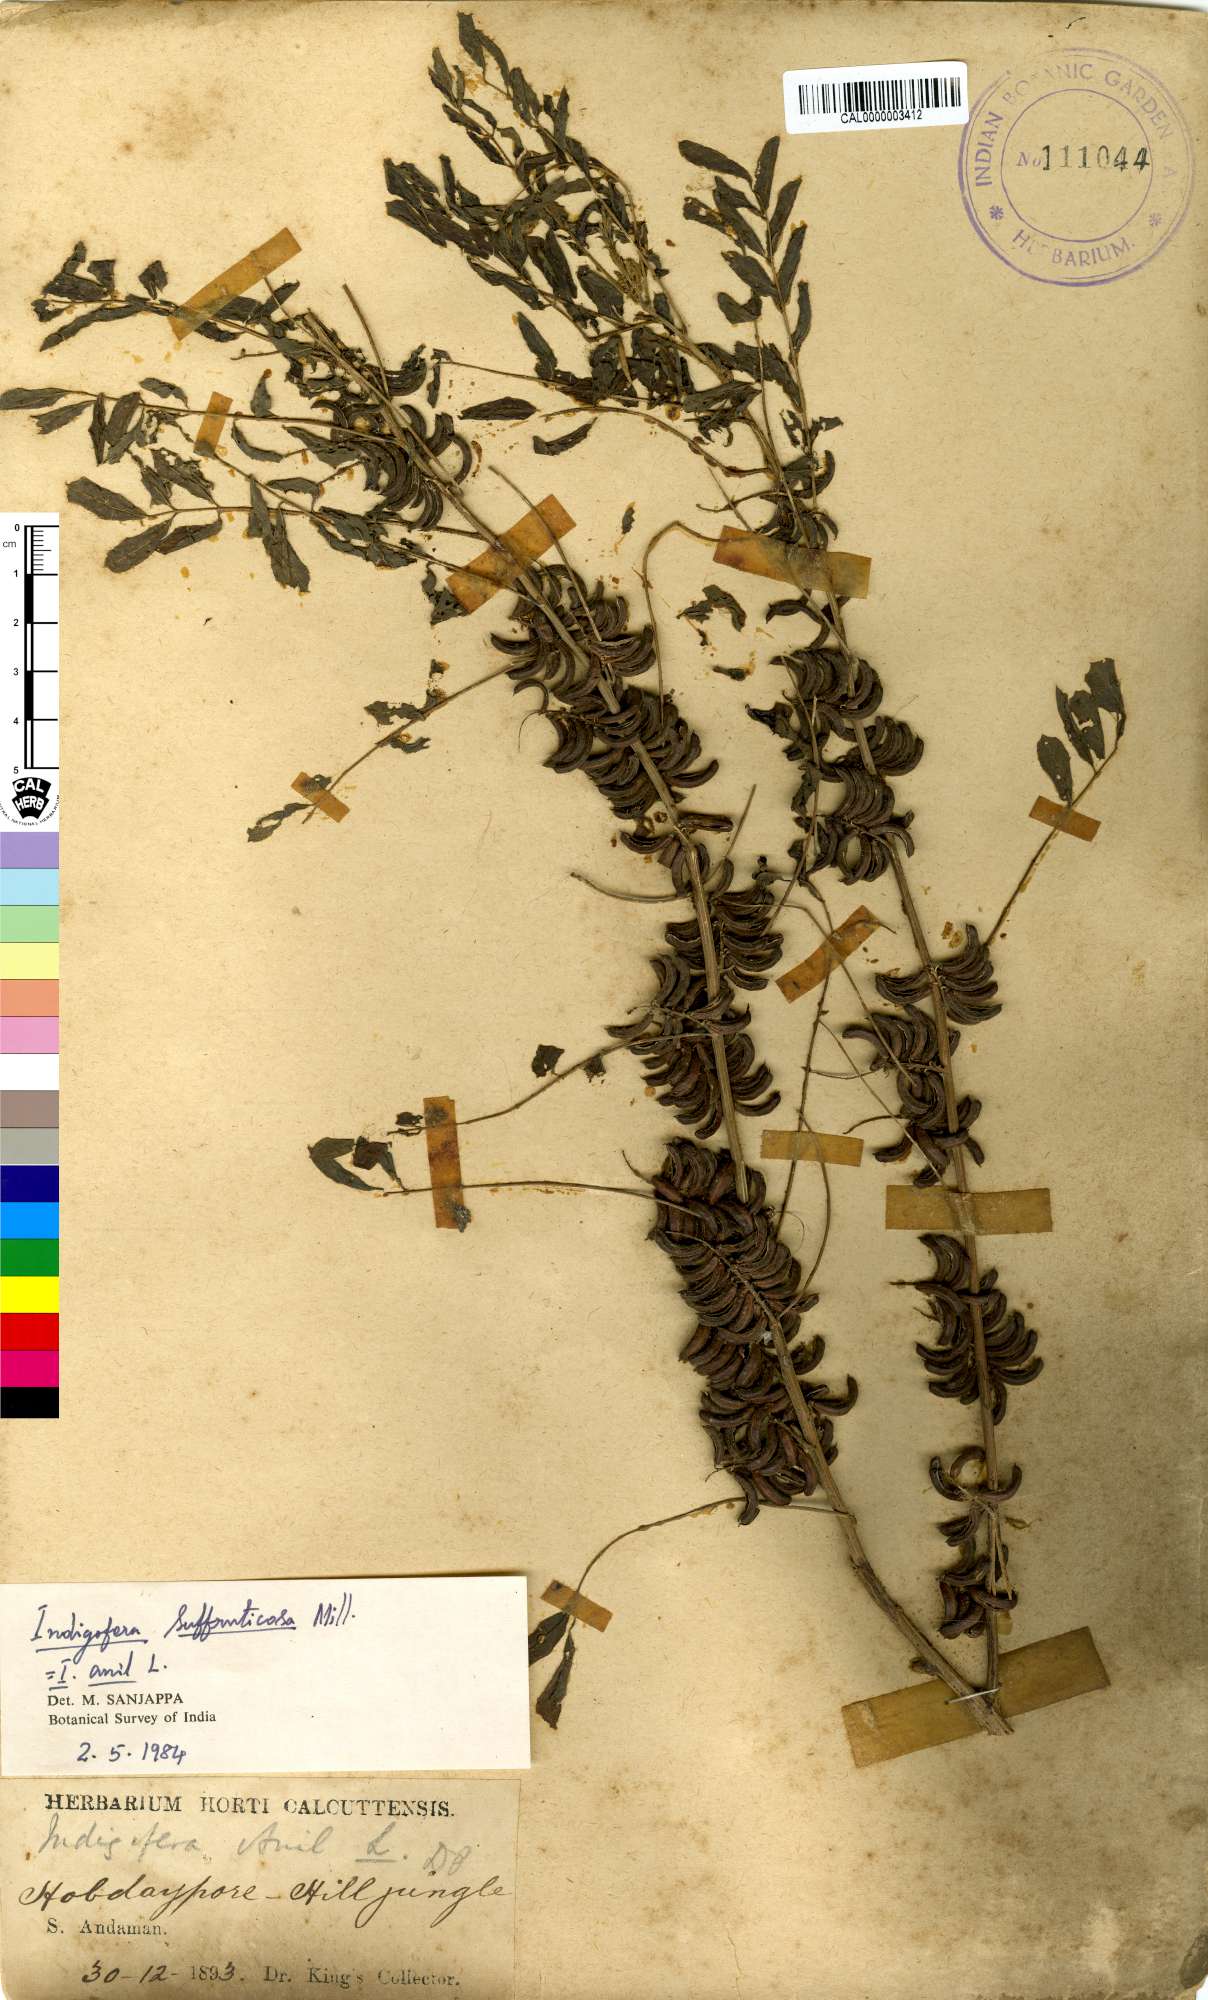 CAL0000003412
INDIAN BOTANIC GARDEN
No 111044
HERBARIUM.
0
cm
1
2
3
4
5
CAL
HERB
Indigofera suffruticosa Mill.
= I. anil L.
Det. M. SANJAPPA
Botanical Survey of India
2. 5. 1984
HERBARIUM HORTI CALCUTTENSIS.
Indigofera Anil L.
Hobdaypore - Hill jungle
S. Andaman.
30-12-1893. Dr. King's Collector.